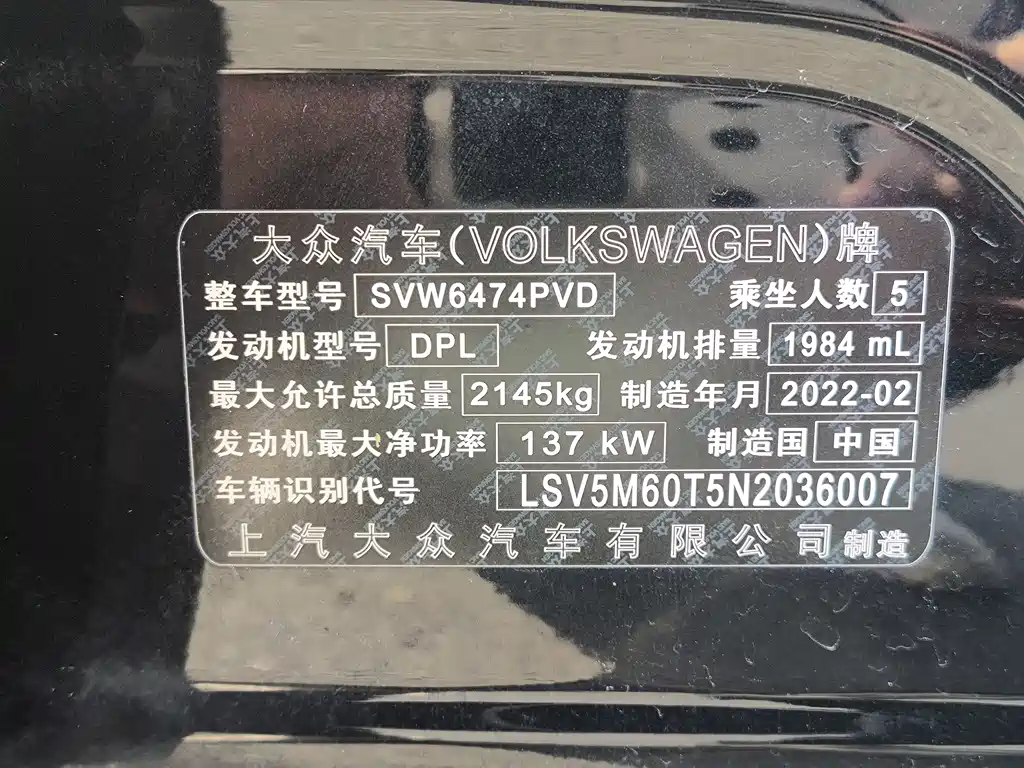 大众汽车(VOLKSWAGEN)牌
整车型号 SVW6474PVD 乘坐人数 5
发动机型号 DPL 发动机排量 1984 mL
最大允许总质量 2145kg 制造年月 2022-02
发动机最大净功率 137 kW 制造国 中国
车辆识别代号 LSV5M60T5N2036007
上汽大众汽车有限公司 制造